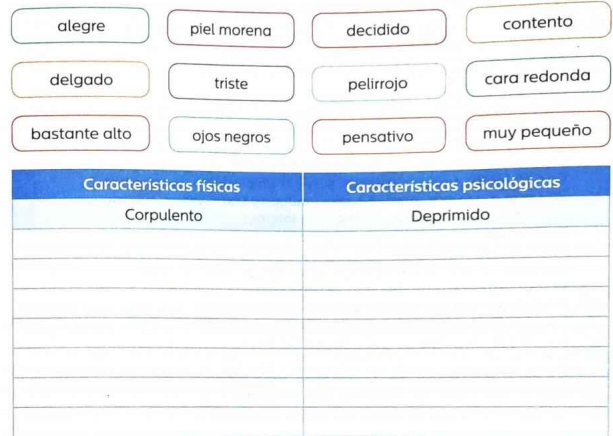 alegre piel morena decidido contento
delgado triste pelirrojo cara redonda
bastante alto ojos negros pensativo muy pequeño
Características físicas Características psicológicas
Corpulento Deprimido